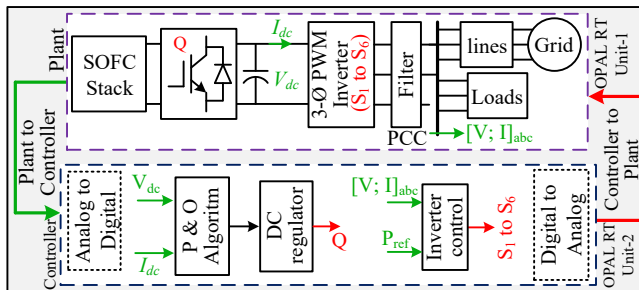 Plant
SOFC
Stack
Q
I_dc
V_dc
3-Ø PWM
Inverter
(S₁ to S₆)
Filter
PCC
lines
Grid
Loads
[V; I]abc
OPAL RT
Unit-1
Plant to
Controller
Controller to
Plant
Controller
Analog to
Digital
V_dc
I_dc
P & O
Algoritm
DC
regulator
Q
[V; I]abc
P_ref
Inverter
control
S₁ to S₆
Digital to
Analog
OPAL RT
Unit-2